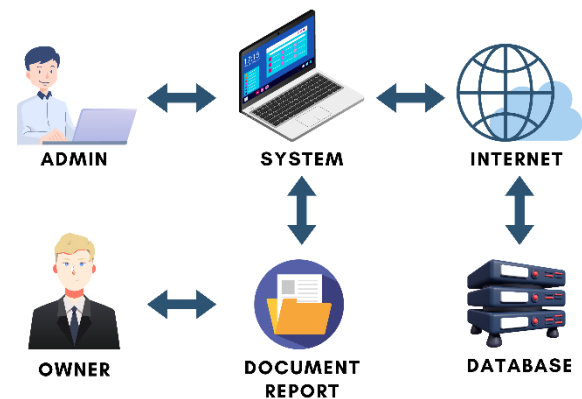 ADMIN
SYSTEM
INTERNET
OWNER
DOCUMENT
REPORT
DATABASE